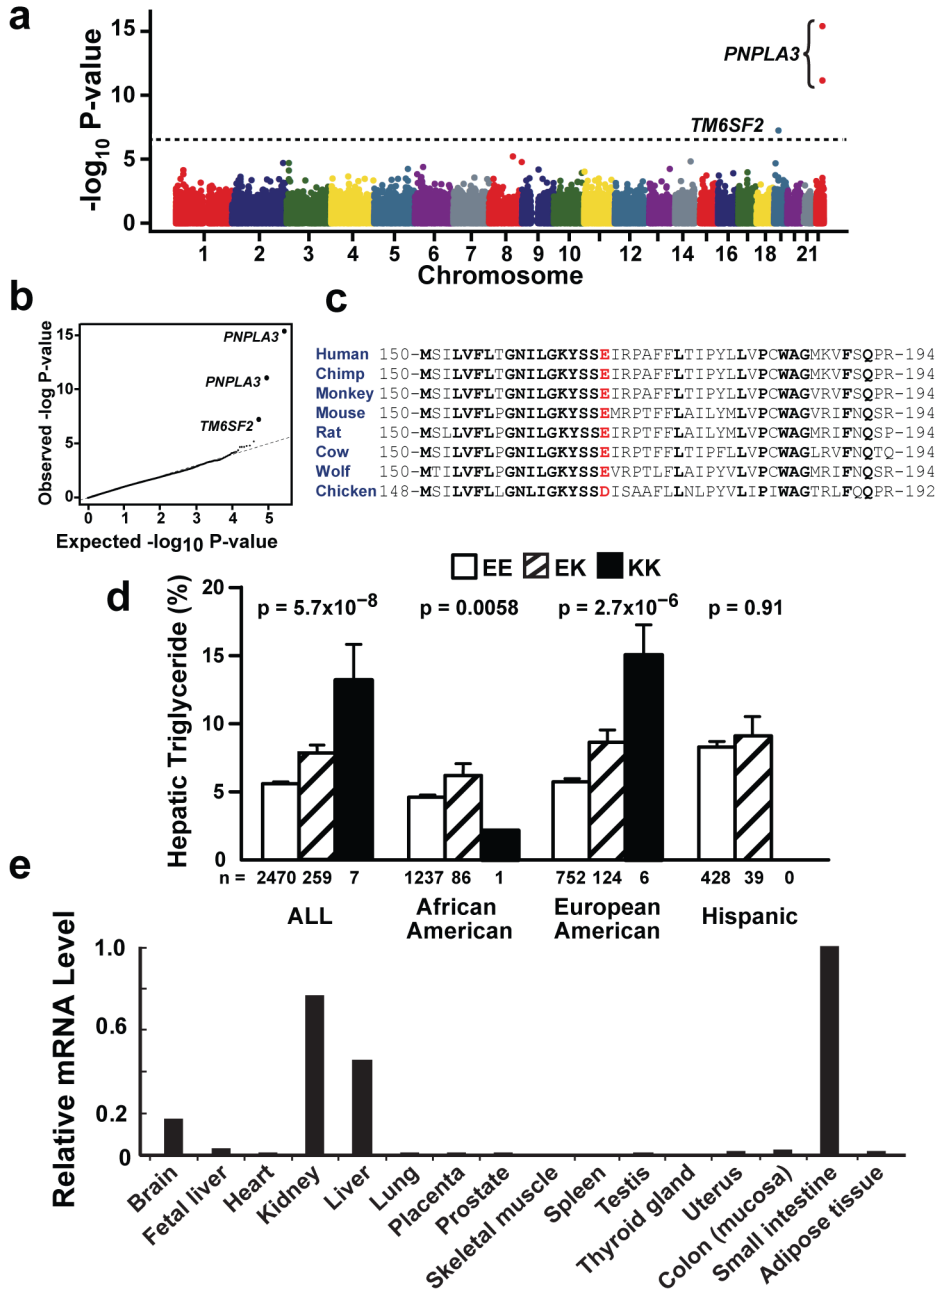 a
-log10 P-value
15
10
5
0
PNPLA3
TM6SF2
1 2 3 4 5 6 7 8 9 10 12 14 16 18 21
Chromosome
b
Observed -log P-value
15
10
5
0
PNPLA3
PNPLA3
TM6SF2
0 1 2 3 4 5
Expected -log10 P-value
c
Human 150-MSILVFLTGNILGKYSSEIRPAFFLTIPYLLVPCWAGMKVFSQPR-194
Chimp 150-MSILVFLTGNILGKYSSEIRPAFFLTIPYLLVPCWAGMKVFSQPR-194
Monkey 150-MSILVFLTGNILGKYSSEIRPAFFLTIPYLLVPCWAGVRVFSQPR-194
Mouse 150-MSILVFLPGNILGKYSSEMRPTFFLAILYMLVPCWAGVRIFNQSR-194
Rat 150-MSLLVFLPGNILGKYSSEIRPTFFLAILYMLVPCWAGMRIFNQSP-194
Cow 150-MSILVFLTGNILGKYSSEIRPTFFLTIPFLLVPCWAGLRVFNQTQ-194
Wolf 150-MTILVFLPGNILGKYSSEVRPTLFLAIPYVLVPCWAGMRIFNQSR-194
Chicken 148-MSILVFLLGNLIGKYSSDISAAFLLNLPYVLIPIWAGTRLFQQPR-192
d
EE EK KK
Hepatic Triglyceride (%)
20
15
10
5
0
p = 5.7x10⁻⁸ p = 0.0058 p = 2.7x10⁻⁶ p = 0.91
n = 2470 259 7 1237 86 1 752 124 6 428 39 0
ALL
African
American
European
American
Hispanic
e
Relative mRNA Level
1.0
0.6
0.2
0
Brain
Fetal liver
Heart
Kidney
Liver
Lung
Placenta
Prostate
Skeletal muscle
Spleen
Testis
Thyroid gland
Uterus
Colon (mucosa)
Small intestine
Adipose tissue